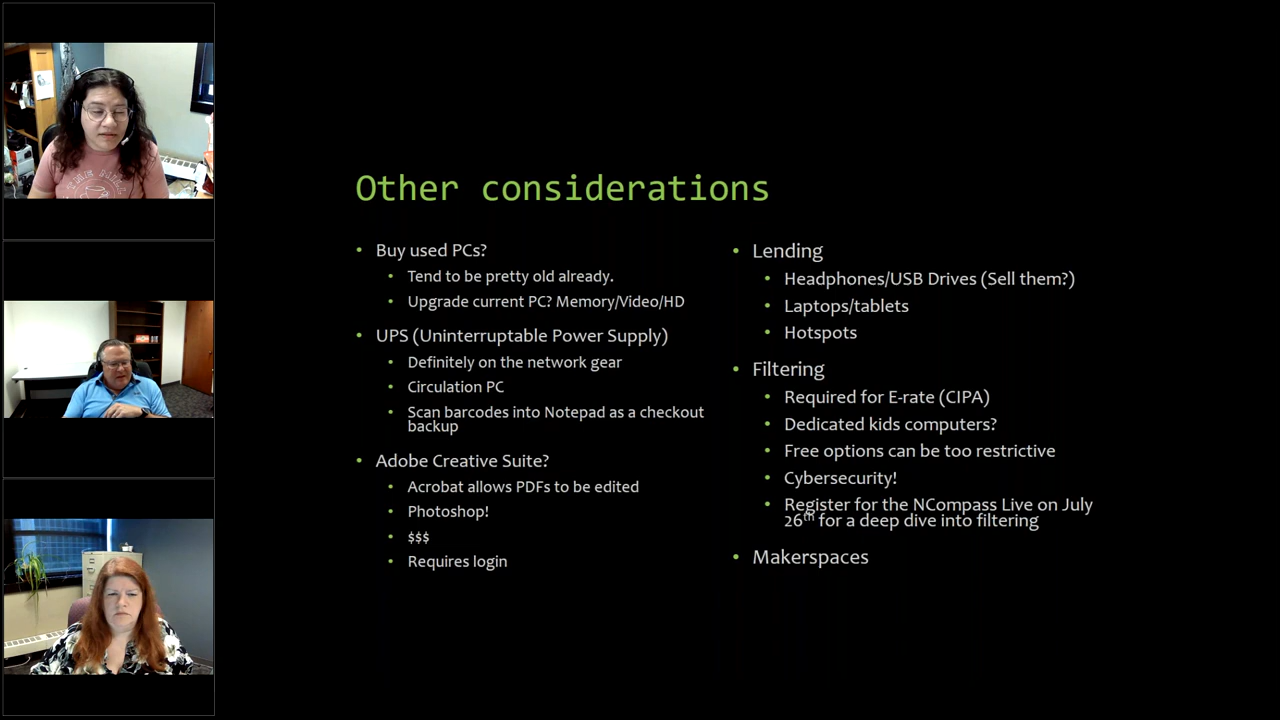 Other considerations
• Buy used PCs?
• Tend to be pretty old already.
• Upgrade current PC? Memory/Video/HD
• UPS (Uninterruptable Power Supply)
• Definitely on the network gear
• Circulation PC
• Scan barcodes into Notepad as a checkout
backup
• Adobe Creative Suite?
• Acrobat allows PDFs to be edited
• Photoshop!
• $$$
• Requires login
• Lending
• Headphones/USB Drives (Sell them?)
• Laptops/tablets
• Hotspots
• Filtering
• Required for E-rate (CIPA)
• Dedicated kids computers?
• Free options can be too restrictive
• Cybersecurity!
• Register for the NCompass Live on July
26th for a deep dive into filtering
• Makerspaces